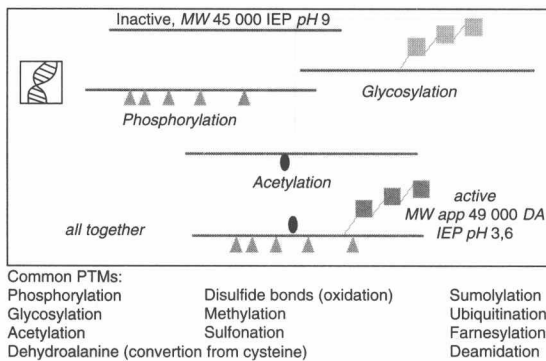 Inactive, MW 45 000 IEP pH 9
Glycosylation
Phosphorylation
Acetylation
all together
active
MW app 49 000 DA
IEP pH 3,6
Common PTMs:
Phosphorylation Disulfide bonds (oxidation) Sumolylation
Glycosylation Methylation Ubiquitination
Acetylation Sulfonation Farnesylation
Dehydroalanine (convertion from cysteine) Deamidation